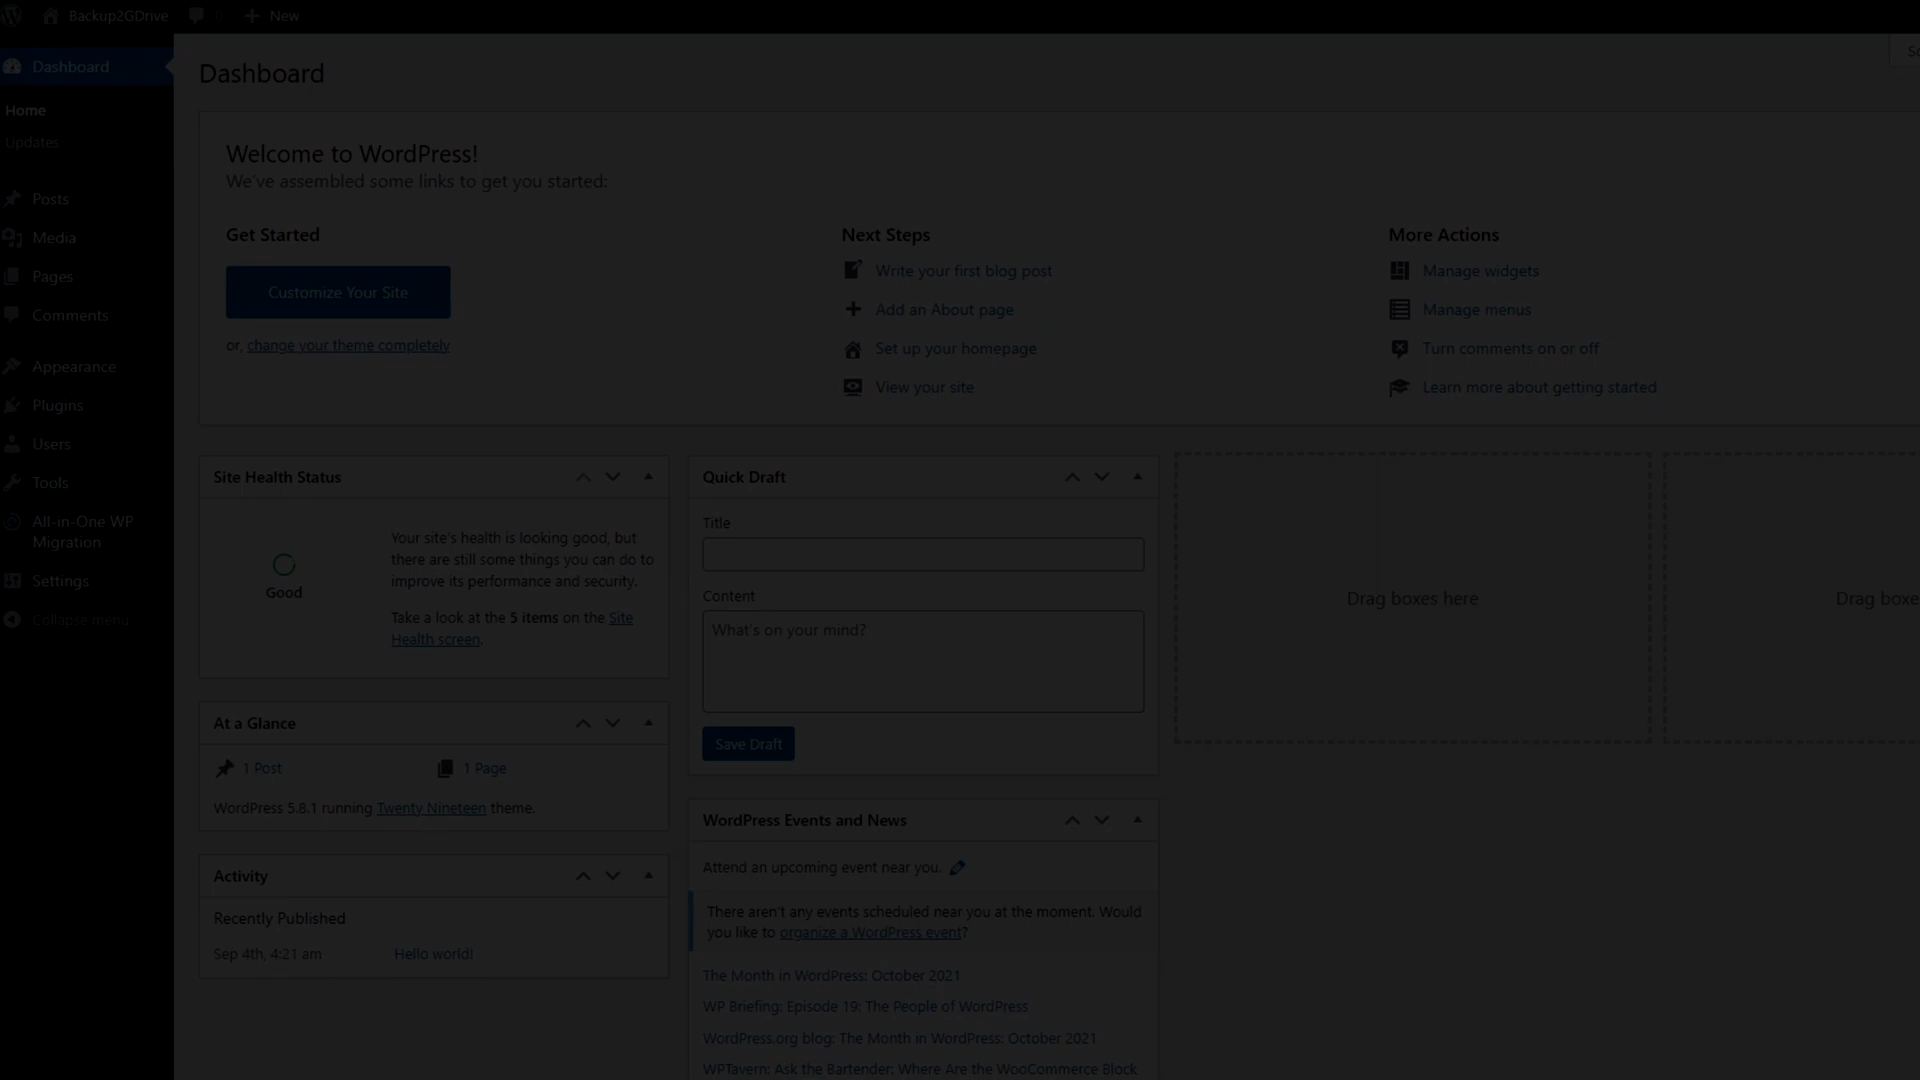 Backup2GDrive 0 New
Dashboard
Home
Updates
Posts
Media
Pages
Comments
Appearance
Plugins
Users
Tools
All-in-One WP
Migration
Settings
Collapse menu
Dashboard
Welcome to WordPress!
We've assembled some links to get you started:
Get Started
Customize Your Site
or, change your theme completely
Next Steps
Write your first blog post
Add an About page
Set up your homepage
View your site
More Actions
Manage widgets
Manage menus
Turn comments on or off
Learn more about getting started
Site Health Status
Good
Your site's health is looking good, but
there are still some things you can do to
improve its performance and security.
Take a look at the 5 items on the Site
Health screen.
At a Glance
1 Post
1 Page
WordPress 5.8.1 running Twenty Nineteen theme.
Activity
Recently Published
Sep 4th, 4:21 am Hello world!
Quick Draft
Title
Content
What's on your mind?
Save Draft
WordPress Events and News
Attend an upcoming event near you.
There aren't any events scheduled near you at the moment. Would
you like to organize a WordPress event?
The Month in WordPress: October 2021
WP Briefing: Episode 19: The People of WordPress
WordPress.org blog: The Month in WordPress: October 2021
WPTavern: Ask the Bartender: Where Are the WooCommerce Block
Drag boxes here
Drag boxe